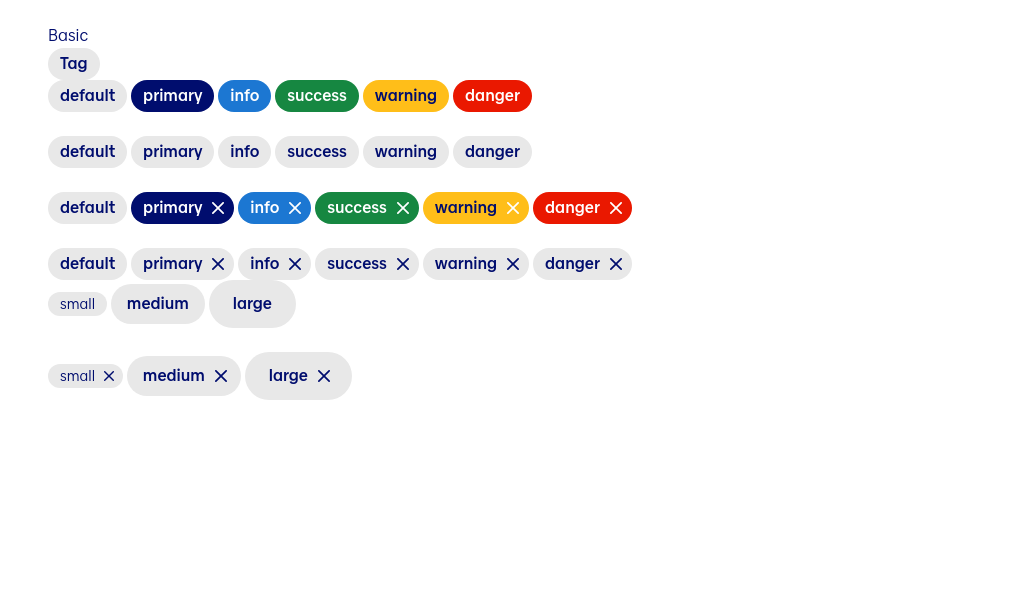 Basic
Tag
default primary info success warning danger
default primary info success warning danger
default primary info success warning danger
default primary info success warning danger
small medium large
small medium large